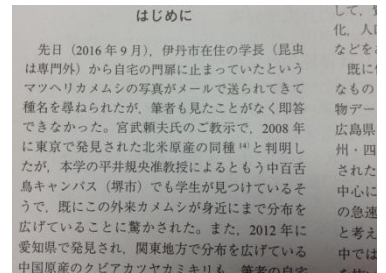 はじめに
先日（2016年9月），伊丹市在住の学長（昆虫
は専門外）から自宅の門扉に止まっていたという
マツヘリカメムシの写真がメールで送られてきて
種名を尋ねられたが，筆者も見たことがなく即答
できなかった。宮武頼夫氏のご教示で，2008年
に東京で発見された北米原産の同種⁽⁴⁾と判明し
たが，本学の平井規央准教授によるともう中百舌
鳥キャンパス（堺市）でも学生が見つけているそ
うで，既にこの外来カメムシが身近にまで分布を
広げていることに驚かされた。また，2012年に
愛知県で発見され，関東地方で分布を広げている
中国原産のクビアカツヤカミキリも，筆者の自宅
して，
化，人口
などを
既に
なもの
物デー
広島県
州・四
された
中心に
の急速
と考え
中では